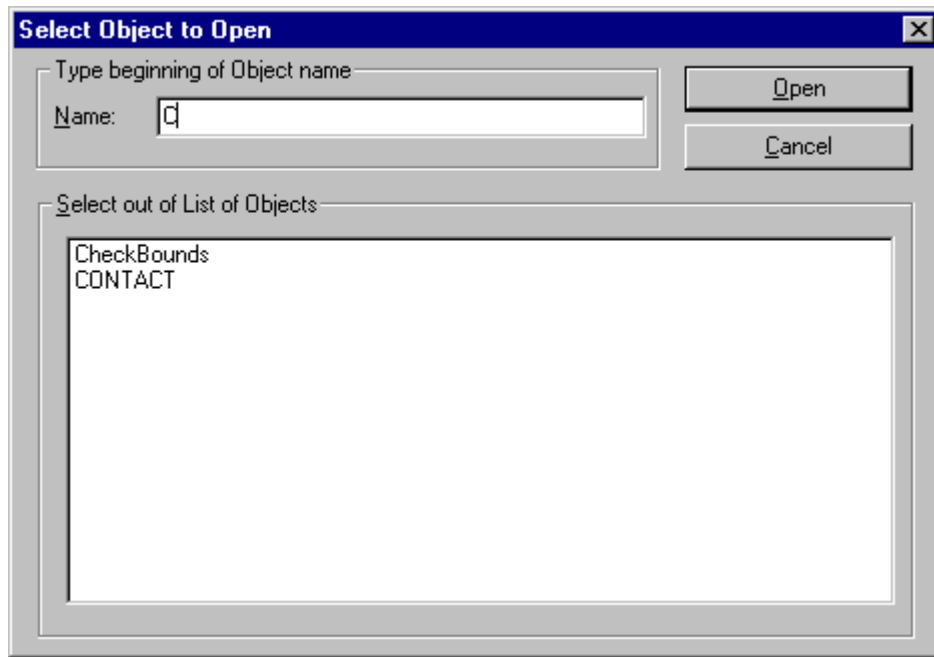 Select Object to Open
Type beginning of Object name
Name: C
Open
Cancel
Select out of List of Objects
CheckBounds
CONTACT